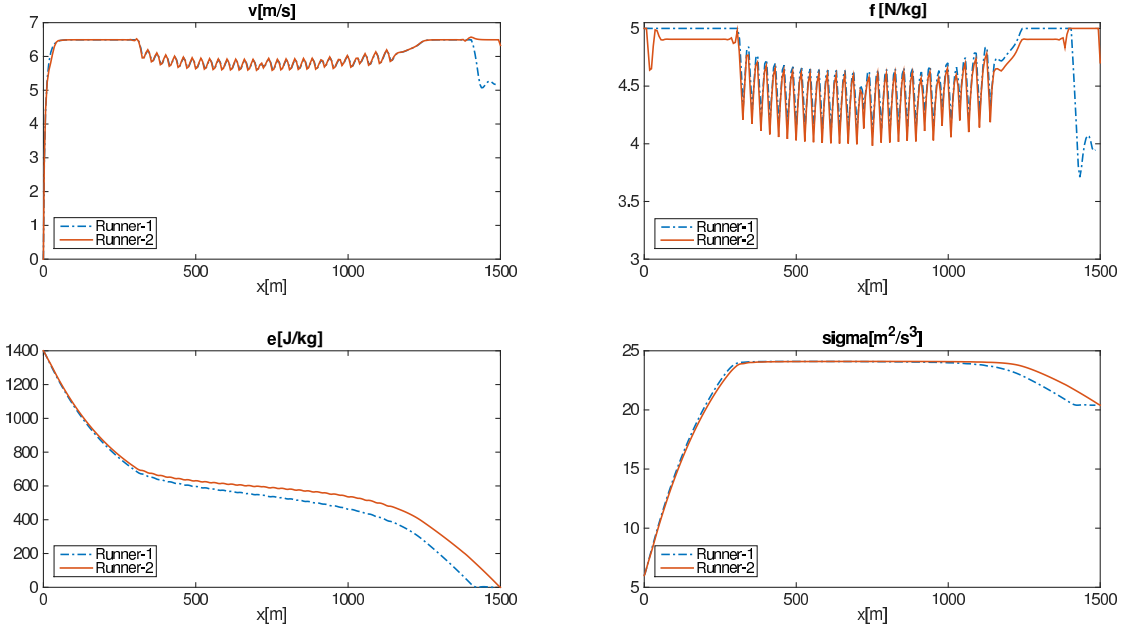 v[m/s]
7
6
5
4
3
2
1
0
Runner-1
Runner-2
0
500
1000
1500
x[m]
f [N/kg]
5
4.5
4
3.5
3
Runner-1
Runner-2
0
500
1000
1500
x[m]
e[J/kg]
1400
1200
1000
800
600
400
200
0
Runner-1
Runner-2
0
500
1000
1500
x[m]
sigma[m²/s³]
25
20
15
10
5
Runner-1
Runner-2
0
500
1000
1500
x[m]